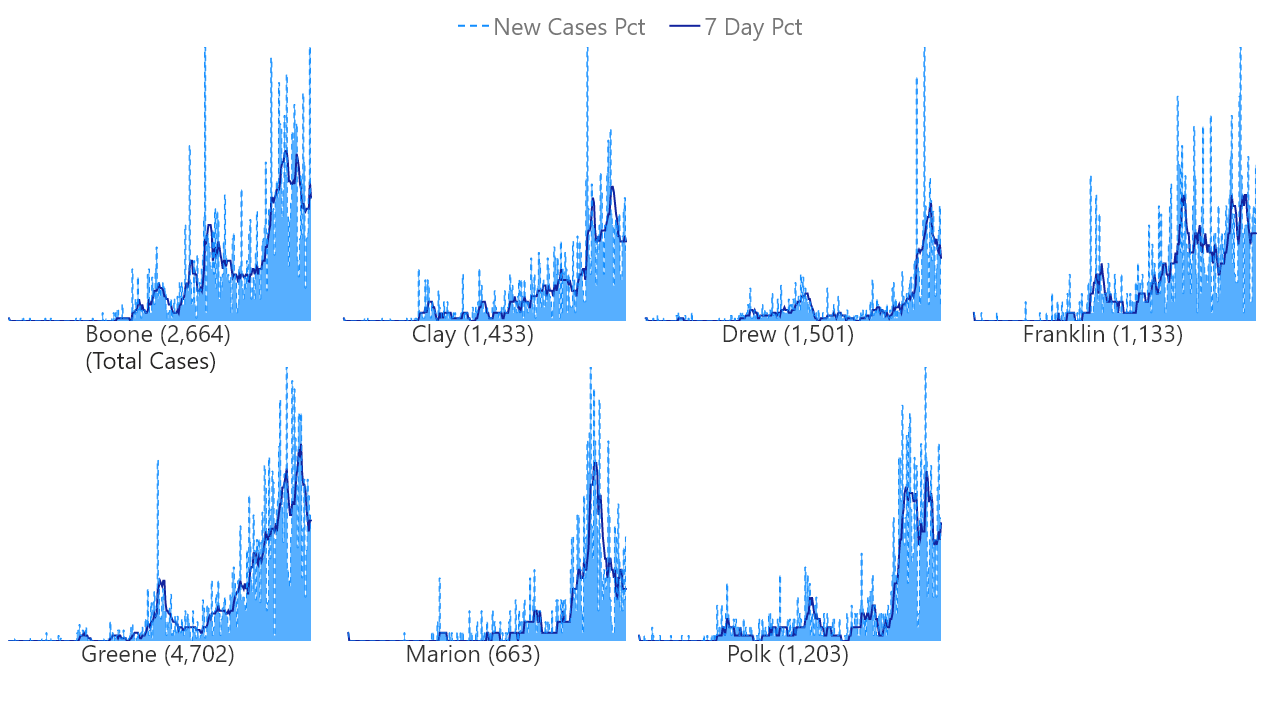 New Cases Pct 7 Day Pct
Boone (2,664)
(Total Cases)
Clay (1,433)
Drew (1,501)
Franklin (1,133)
Greene (4,702)
Marion (663)
Polk (1,203)